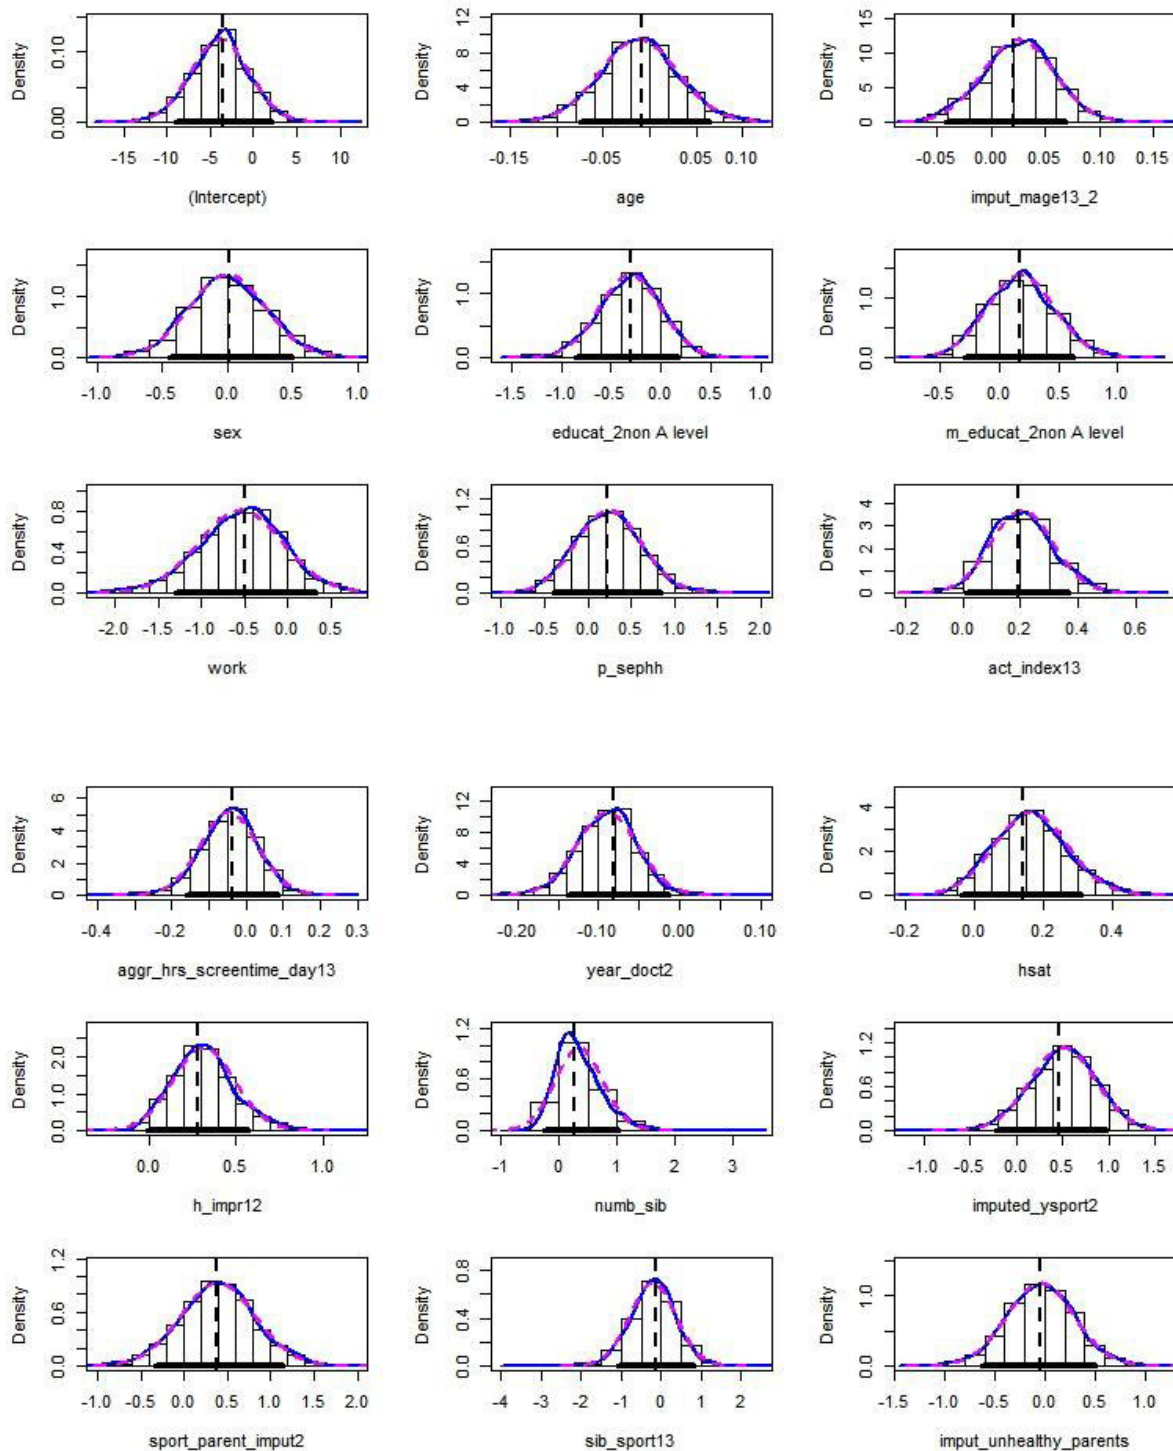 Density
0.00 0.10
-15 -10 -5 0 5 10
(Intercept)
Density
0 4 8 12
-0.15 -0.05 0.05 0.10
age
Density
0 5 10 15
-0.05 0.00 0.05 0.10 0.15
imput_mage13_2
Density
0.0 1.0
-1.0 -0.5 0.0 0.5 1.0
sex
Density
0.0 1.0
-1.5 -1.0 -0.5 0.0 0.5 1.0
educat_2non A level
Density
0.0 1.0
-0.5 0.0 0.5 1.0
m_educat_2non A level
Density
0.0 0.4 0.8
-2.0 -1.5 -1.0 -0.5 0.0 0.5
work
Density
0.0 0.6 1.2
-1.0 -0.5 0.0 0.5 1.0 1.5 2.0
p_sephh
Density
0 1 2 3 4
-0.2 0.0 0.2 0.4 0.6
act_index13
Density
0 2 4 6
-0.4 -0.2 0.0 0.1 0.2 0.3
aggr_hrs_screentime_day13
Density
0 4 8 12
-0.20 -0.10 0.00 0.10
year_doct2
Density
0 2 4
-0.2 0.0 0.2 0.4
hsat
Density
0.0 1.0 2.0
0.0 0.5 1.0
h_impr12
Density
0.0 0.6 1.2
-1 0 1 2 3
numb_sib
Density
0.0 0.6 1.2
-1.0 -0.5 0.0 0.5 1.0 1.5
imputed_ysport2
Density
0.0 0.6 1.2
-1.0 -0.5 0.0 0.5 1.0 1.5 2.0
sport_parent_imput2
Density
0.0 0.4 0.8
-4 -3 -2 -1 0 1 2
sib_sport13
Density
0.0 1.0
-1.5 -1.0 -0.5 0.0 0.5 1.0
imput_unhealthy_parents